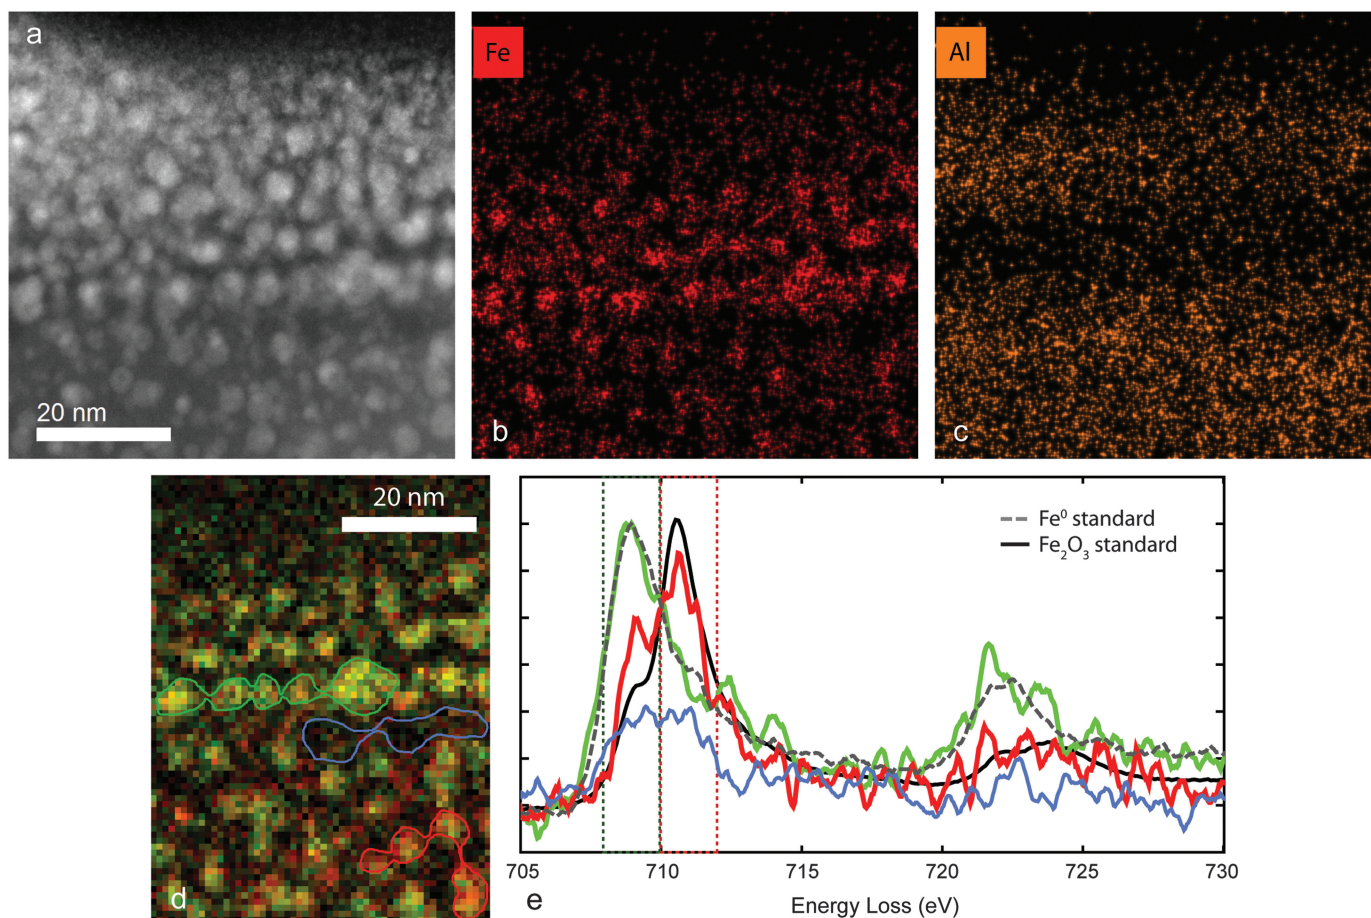 a
Fe
Al
20 nm
b
c
20 nm
d
Fe⁰ standard
Fe₂O₃ standard
705
710
715
720
725
730
e
Energy Loss (eV)